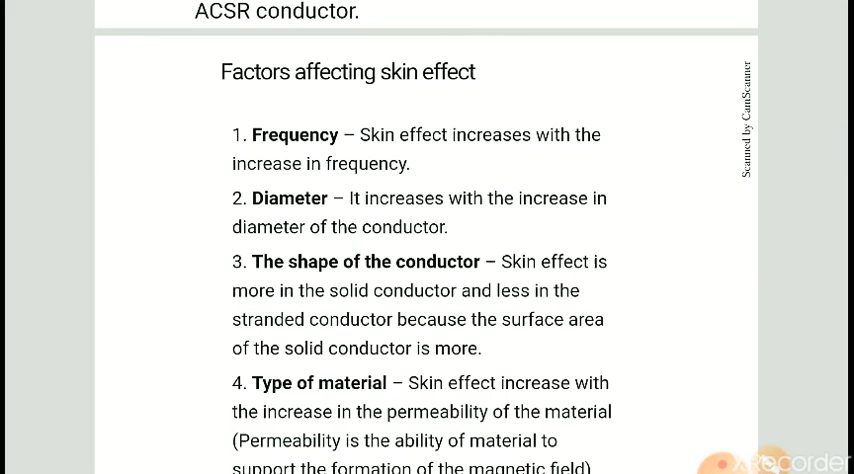 ACSR conductor.
Factors affecting skin effect
1. Frequency – Skin effect increases with the
increase in frequency.
2. Diameter – It increases with the increase in
diameter of the conductor.
3. The shape of the conductor – Skin effect is
more in the solid conductor and less in the
stranded conductor because the surface area
of the solid conductor is more.
4. Type of material – Skin effect increase with
the increase in the permeability of the material
(Permeability is the ability of material to
support the formation of the magnetic field)
Scanned by CamScanner